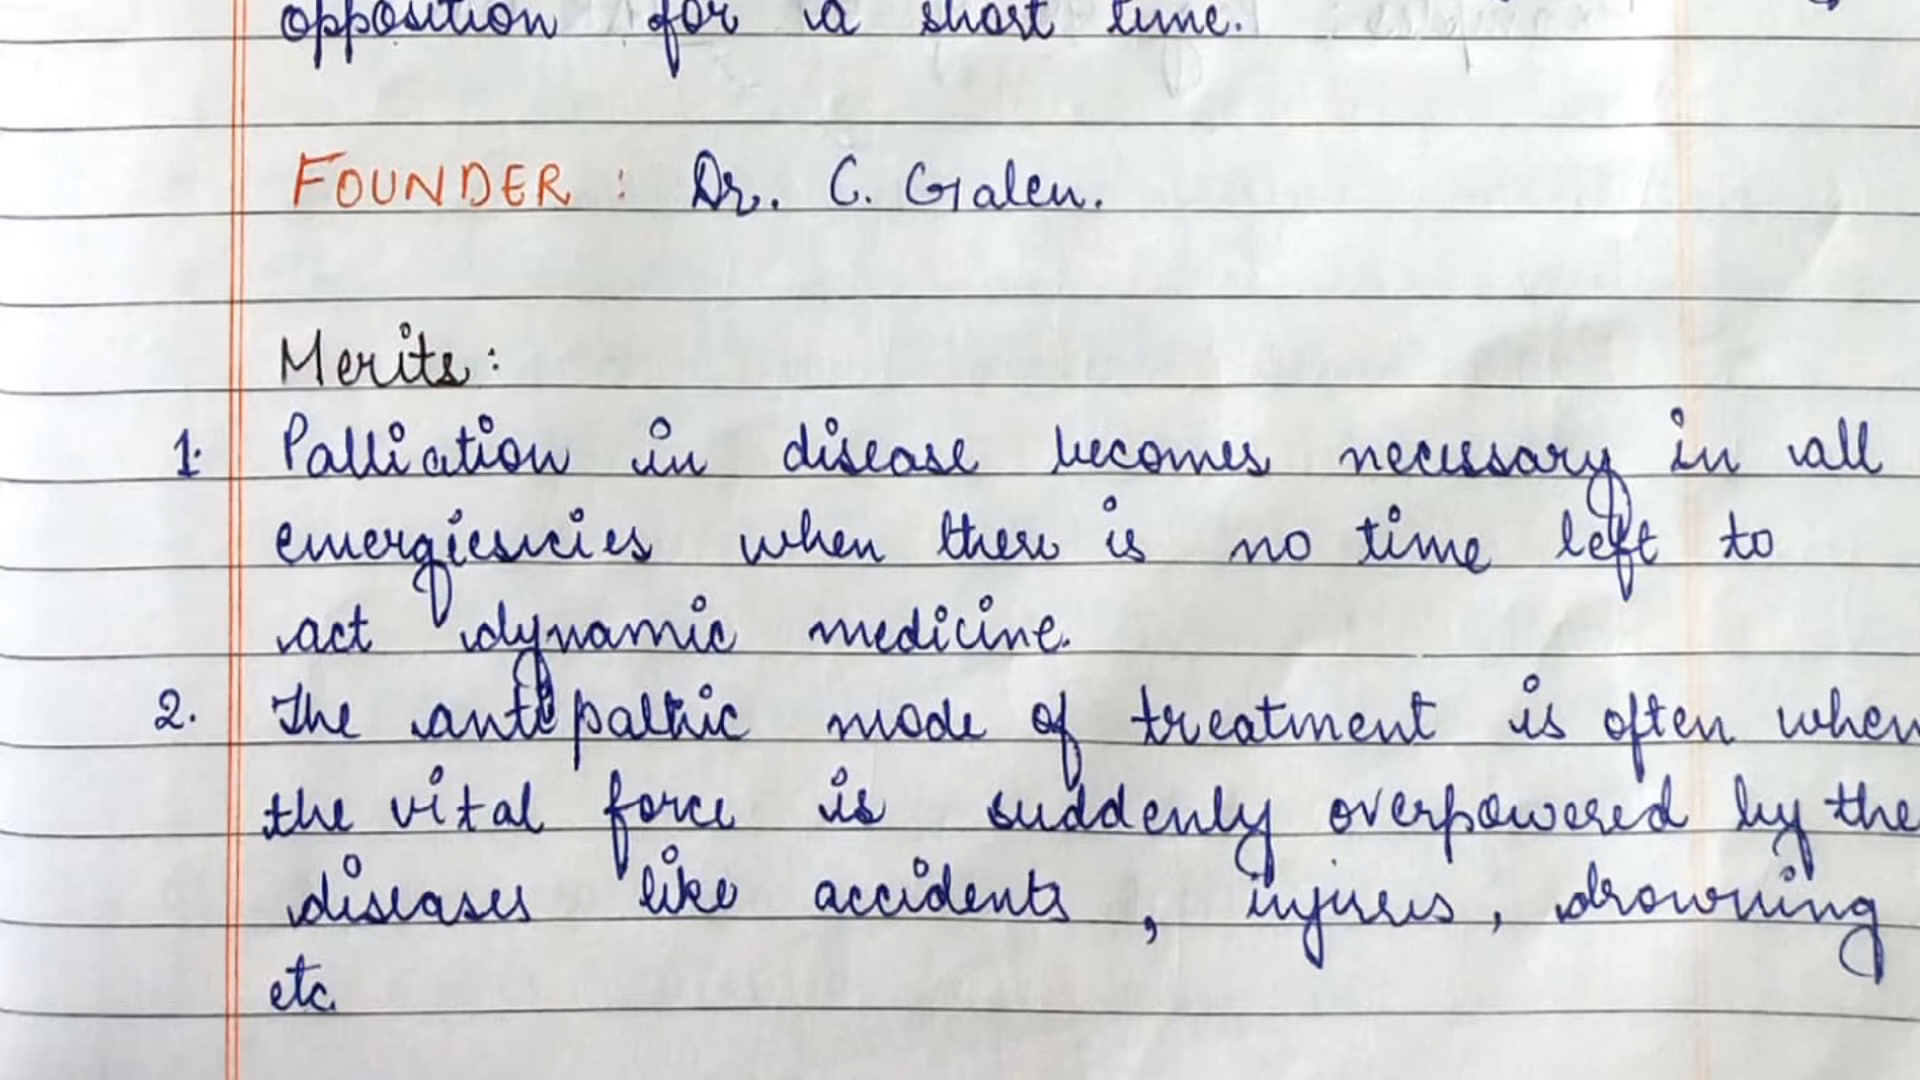 opposition for a short time.
FOUNDER : Dr. C. Galen.
Merits :
1. Palliation in disease becomes necessary in all
emergiesncies when there is no time left to
act dynamic medicine.
2. The antipathic mode of treatment is often when
the vital force is suddenly overpowered by the
diseases like accidents , injures , drowning
etc.